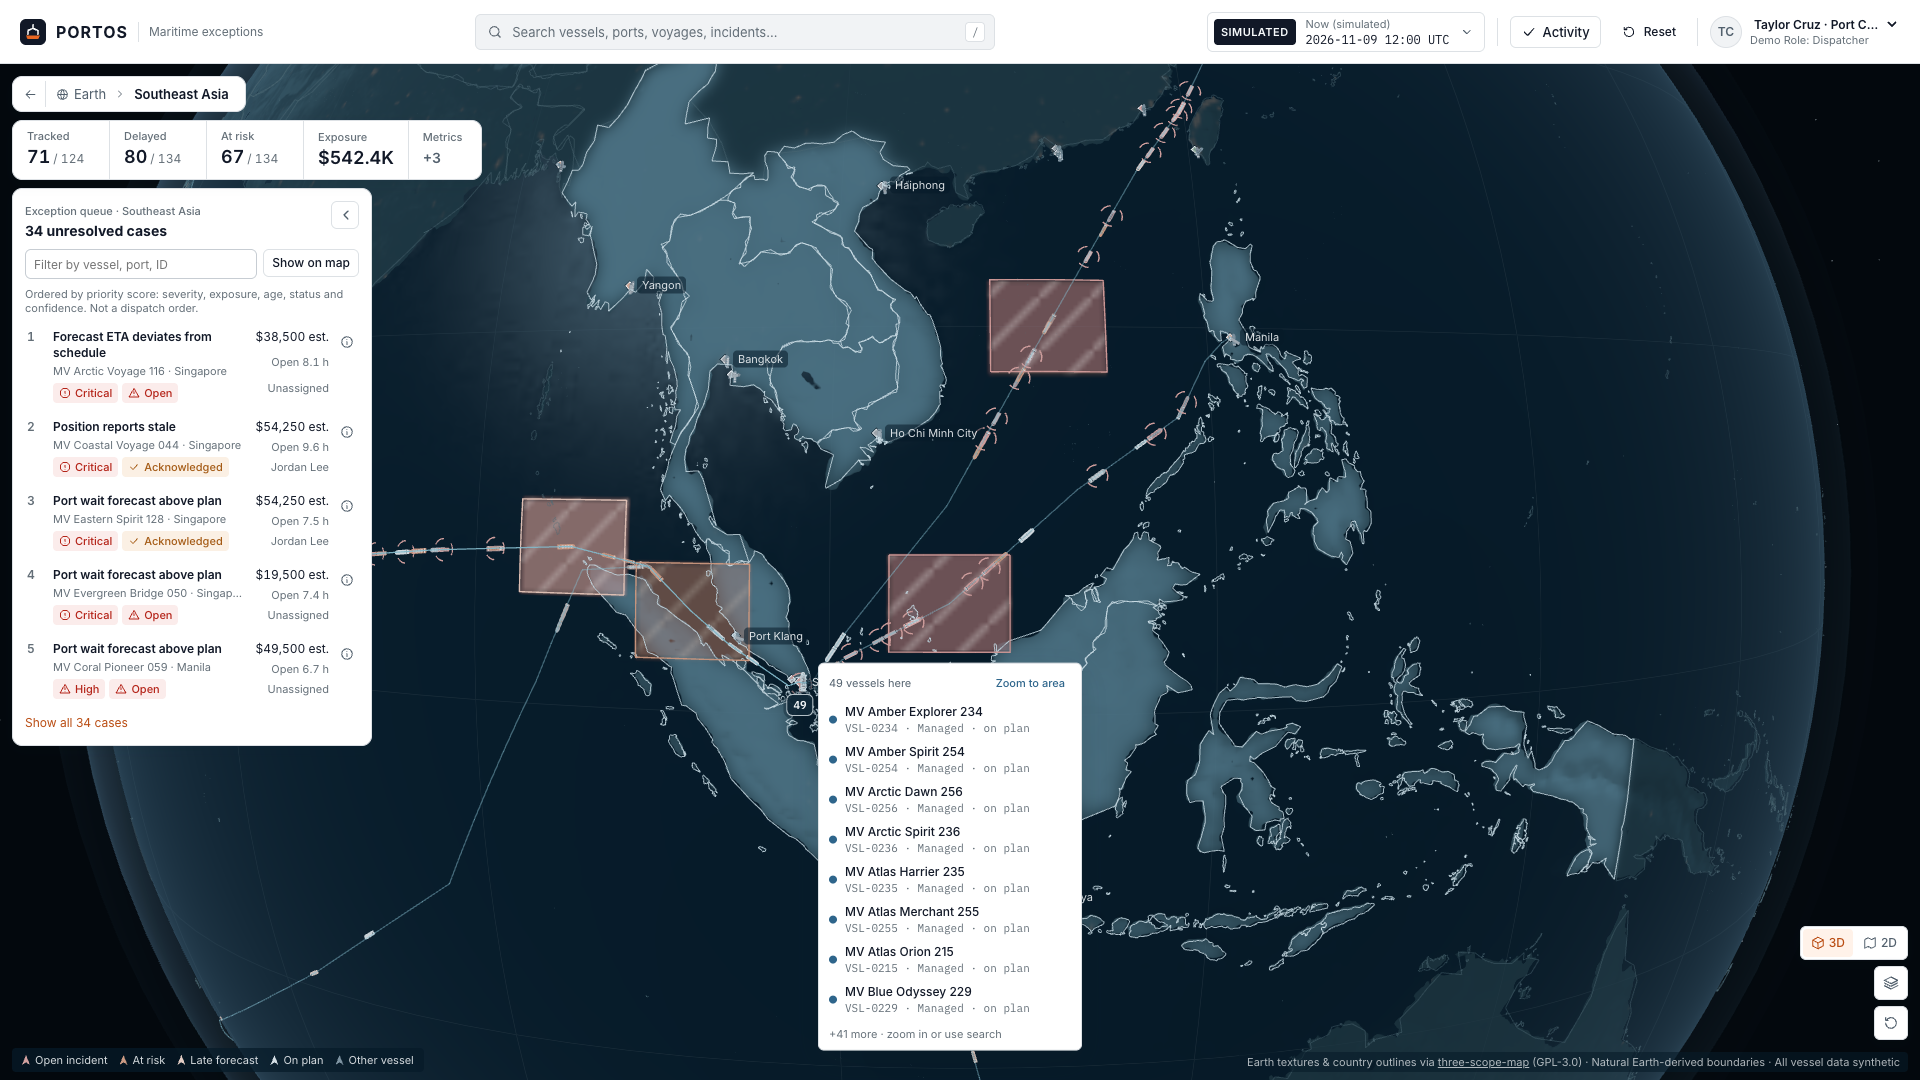 PORTOS
Maritime exceptions
Search vessels, ports, voyages, incidents...
/
SIMULATED
Now (simulated)
2026-11-09 12:00 UTC
Activity
Reset
TC
Taylor Cruz · Port C...
Demo Role: Dispatcher
Earth
Southeast Asia
Tracked
71 / 124
Delayed
80 / 134
At risk
67 / 134
Exposure
$542.4K
Metrics
+3
Exception queue · Southeast Asia
34 unresolved cases
Filter by vessel, port, ID
Show on map
Ordered by priority score: severity, exposure, age, status and
confidence. Not a dispatch order.
1
Forecast ETA deviates from
schedule
MV Arctic Voyage 116 · Singapore
Critical
Open
$38,500 est.
Open 8.1 h
Unassigned
2
Position reports stale
MV Coastal Voyage 044 · Singapore
Critical
Acknowledged
$54,250 est.
Open 9.6 h
Jordan Lee
3
Port wait forecast above plan
MV Eastern Spirit 128 · Singapore
Critical
Acknowledged
$54,250 est.
Open 7.5 h
Jordan Lee
4
Port wait forecast above plan
MV Evergreen Bridge 050 · Singap...
Critical
Open
$19,500 est.
Open 7.4 h
Unassigned
5
Port wait forecast above plan
MV Coral Pioneer 059 · Manila
High
Open
$49,500 est.
Open 6.7 h
Unassigned
Show all 34 cases
Haiphong
Yangon
Bangkok
Manila
Ho Chi Minh City
Port Klang
S
49
ya
49 vessels here
Zoom to area
MV Amber Explorer 234
VSL-0234 · Managed · on plan
MV Amber Spirit 254
VSL-0254 · Managed · on plan
MV Arctic Dawn 256
VSL-0256 · Managed · on plan
MV Arctic Spirit 236
VSL-0236 · Managed · on plan
MV Atlas Harrier 235
VSL-0235 · Managed · on plan
MV Atlas Merchant 255
VSL-0255 · Managed · on plan
MV Atlas Orion 215
VSL-0215 · Managed · on plan
MV Blue Odyssey 229
VSL-0229 · Managed · on plan
+41 more · zoom in or use search
3D
2D
Open incident
At risk
Late forecast
On plan
Other vessel
Earth textures & country outlines via three-scope-map (GPL-3.0) · Natural Earth-derived boundaries · All vessel data synthetic